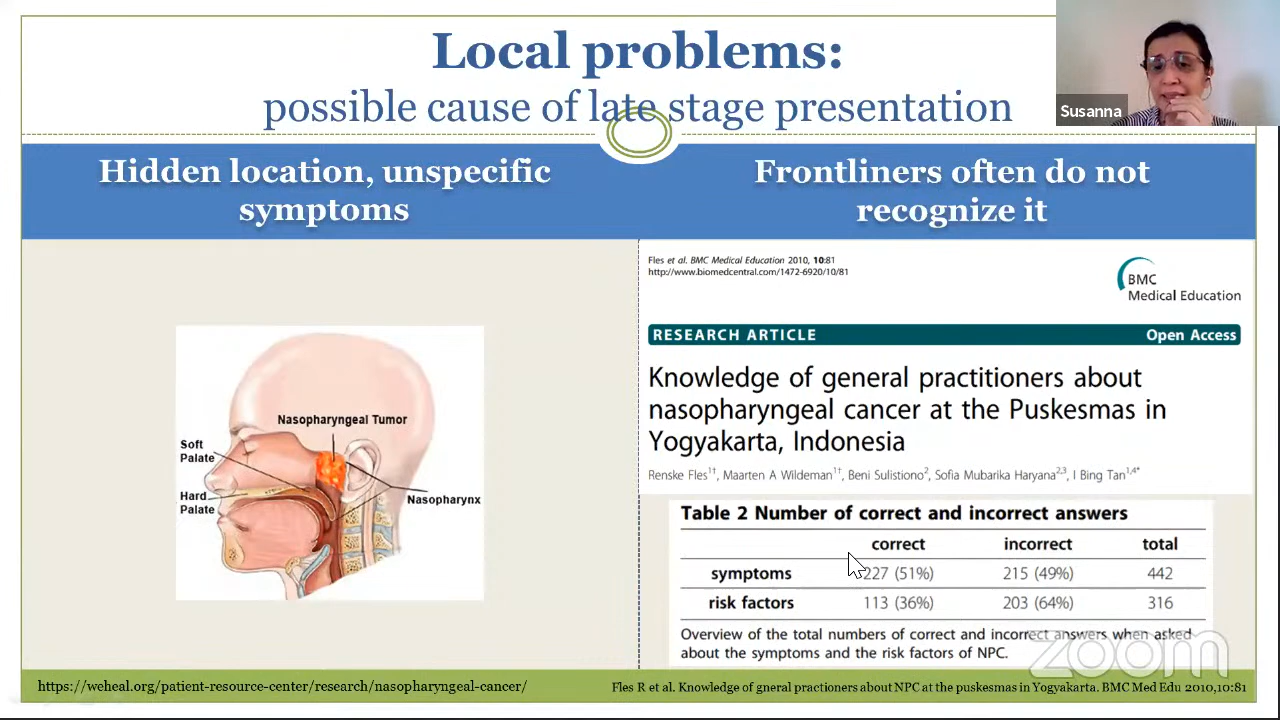 Local problems:
possible cause of late stage presentation
Susanna
Hidden location, unspecific
symptoms
Frontliners often do not
recognize it
Nasopharyngeal Tumor
Soft
Palate
Hard
Palate
Nasopharynx
Fles et al. BMC Medical Education 2010, 10:81
http://www.biomedcentral.com/1472-6920/10/81
BMC
Medical Education
RESEARCH ARTICLE Open Access
Knowledge of general practitioners about
nasopharyngeal cancer at the Puskesmas in
Yogyakarta, Indonesia
Renske Fles1†, Maarten A Wildeman1†, Beni Sulistiono2, Sofia Mubarika Haryana2,3, I Bing Tan1,4*
Table 2 Number of correct and incorrect answers
correct incorrect total
symptoms 227 (51%) 215 (49%) 442
risk factors 113 (36%) 203 (64%) 316
Overview of the total numbers of correct and incorrect answers when asked
about the symptoms and the risk factors of NPC.
zoom
https://weheal.org/patient-resource-center/research/nasopharyngeal-cancer/
Fles R et al. Knowledge of gneral practioners about NPC at the puskesmas in Yogyakarta. BMC Med Edu 2010,10:81